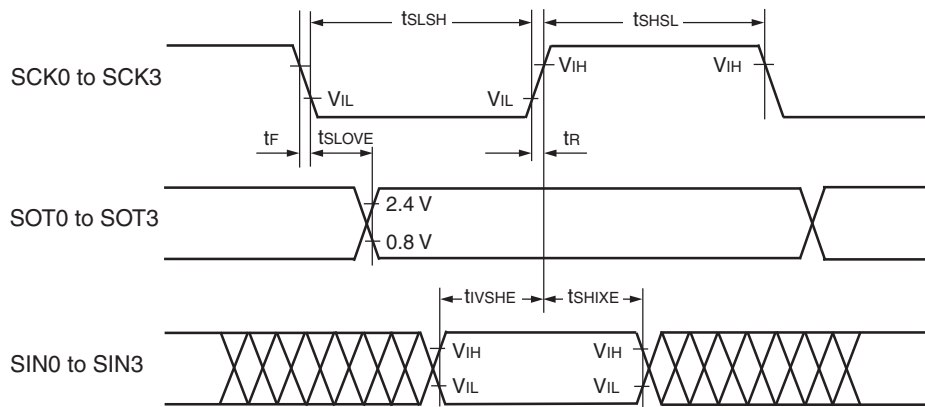 tSLSH
tSHSL
SCK0 to SCK3
VIH
VIH
VIL
VIL
tF
tSLOVE
tR
SOT0 to SOT3
2.4 V
0.8 V
tIVSHE
tSHIXE
SIN0 to SIN3
VIH
VIH
VIL
VIL